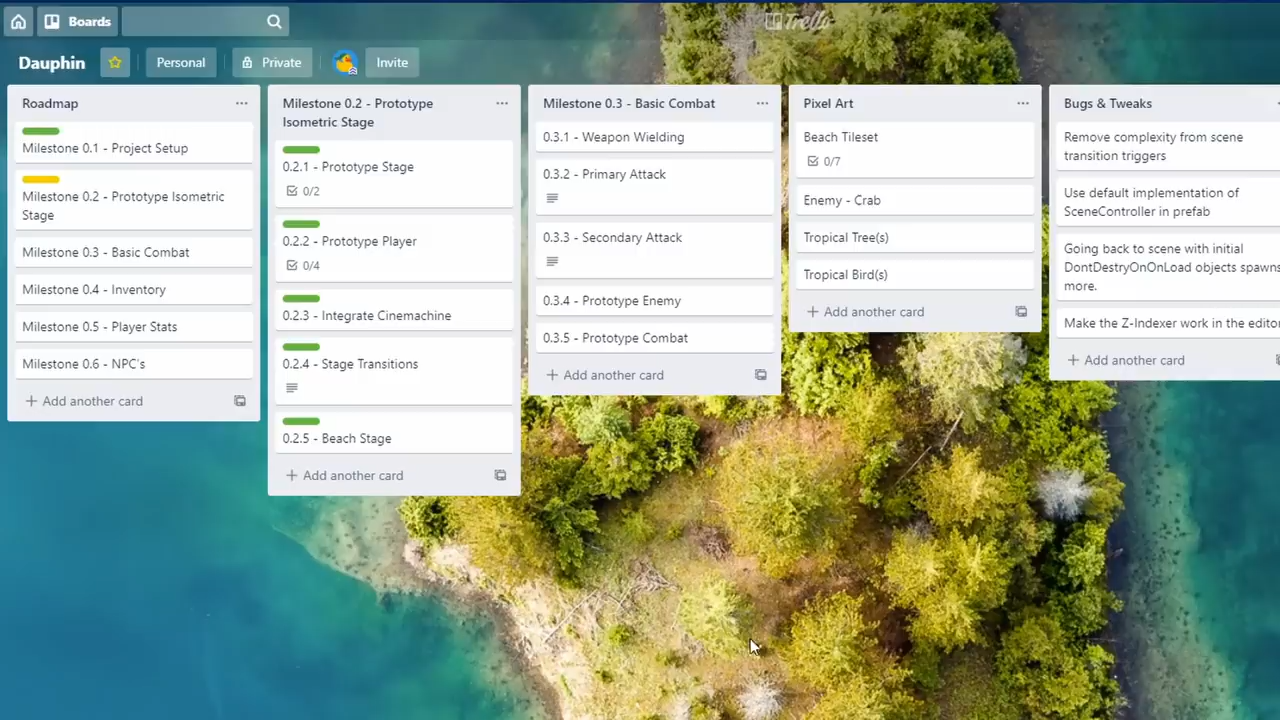 Boards
Trello
Dauphin
Personal
Private
Invite
Roadmap
Milestone 0.1 - Project Setup
Milestone 0.2 - Prototype Isometric
Stage
Milestone 0.3 - Basic Combat
Milestone 0.4 - Inventory
Milestone 0.5 - Player Stats
Milestone 0.6 - NPC's
+ Add another card
Milestone 0.2 - Prototype
Isometric Stage
0.2.1 - Prototype Stage
0/2
0.2.2 - Prototype Player
0/4
0.2.3 - Integrate Cinemachine
0.2.4 - Stage Transitions
0.2.5 - Beach Stage
+ Add another card
Milestone 0.3 - Basic Combat
0.3.1 - Weapon Wielding
0.3.2 - Primary Attack
0.3.3 - Secondary Attack
0.3.4 - Prototype Enemy
0.3.5 - Prototype Combat
+ Add another card
Pixel Art
Beach Tileset
0/7
Enemy - Crab
Tropical Tree(s)
Tropical Bird(s)
+ Add another card
Bugs & Tweaks
Remove complexity from scene
transition triggers
Use default implementation of
SceneController in prefab
Going back to scene with initial
DontDestryOnOnLoad objects spawns
more.
Make the Z-Indexer work in the edito
+ Add another card